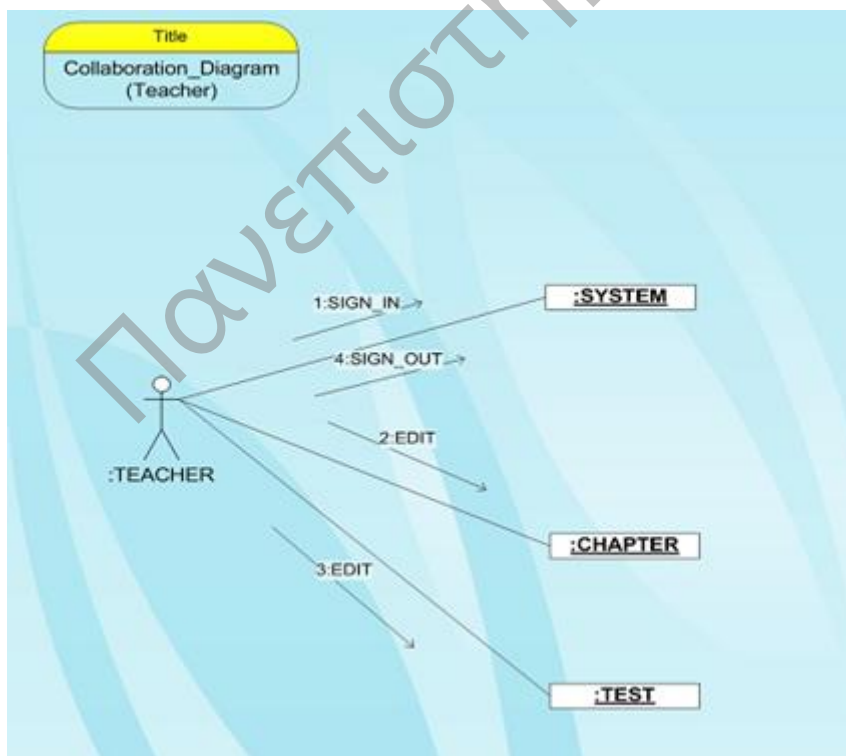 Title
Collaboration_Diagram
(Teacher)
:SYSTEM
1:SIGN_IN
4:SIGN_OUT
2:EDIT
:TEACHER
:CHAPTER
3:EDIT
:TEST